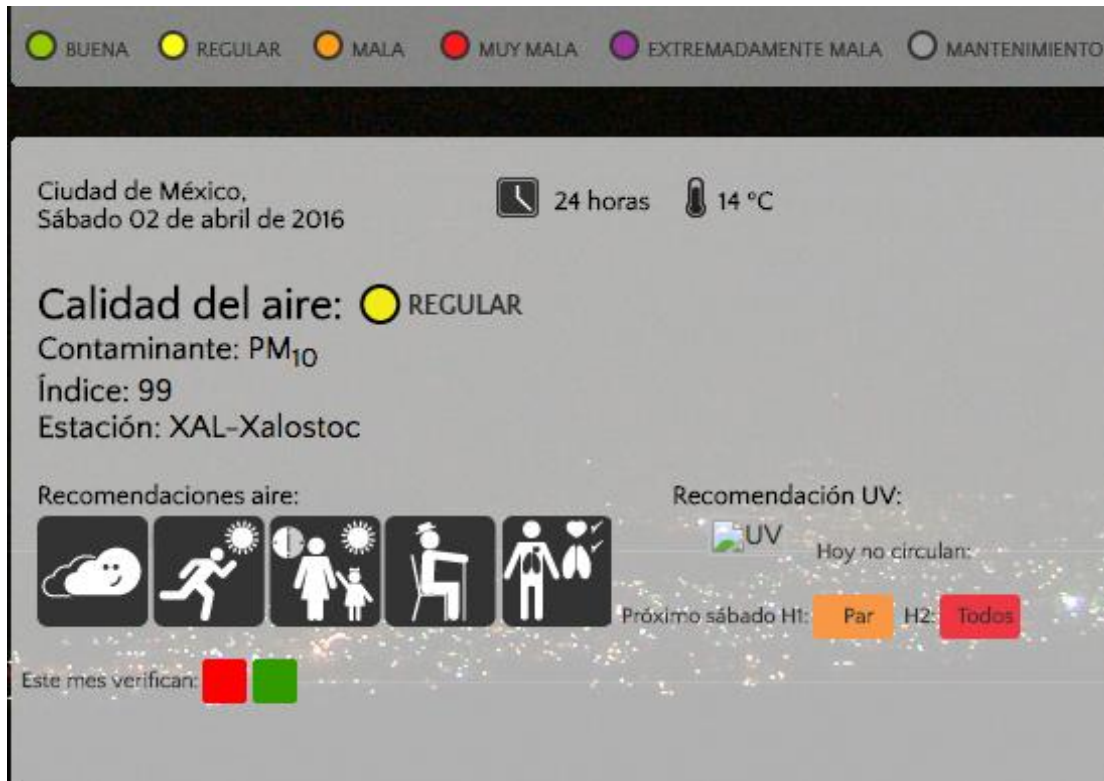 BUENA REGULAR MALA MUY MALA EXTREMADAMENTE MALA MANTENIMIENTO
Ciudad de México,
Sábado 02 de abril de 2016
24 horas 14 °C
Calidad del aire: REGULAR
Contaminante: PM₁₀
Índice: 99
Estación: XAL-Xalostoc
Recomendaciones aire:
Recomendación UV:
UV
Hoy no circulan:
Próximo sábado H1: Par H2: Todos
Este mes verifican: